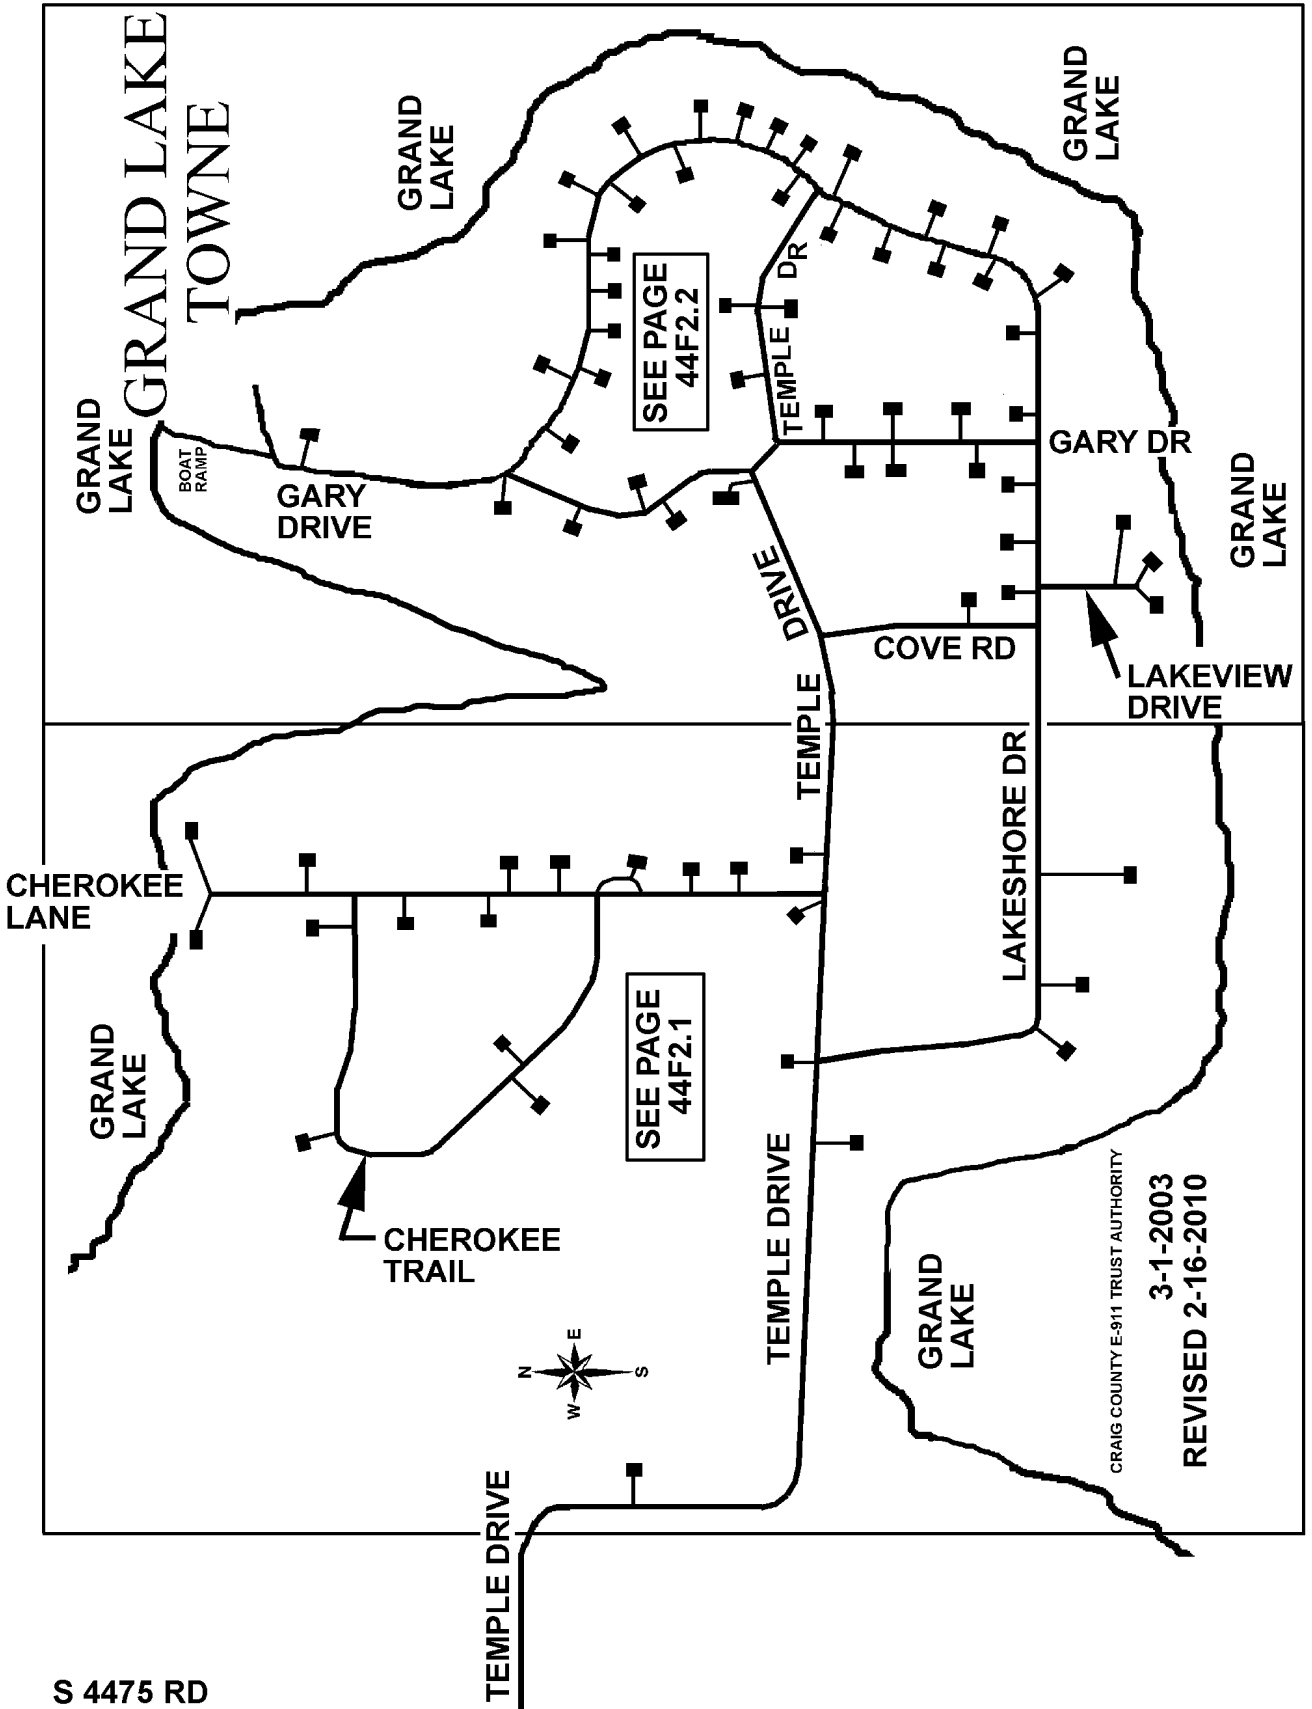 GRAND LAKE
TOWNE
GRAND
LAKE
GRAND
LAKE
GRAND
LAKE
BOAT
RAMP
GARY
DRIVE
SEE PAGE
44F2.2
TEMPLE
DR
GARY DR
GRAND
LAKE
DRIVE
COVE RD
LAKEVIEW
DRIVE
TEMPLE
LAKESHORE DR
CHEROKEE
LANE
SEE PAGE
44F2.1
GRAND
LAKE
CHEROKEE
TRAIL
TEMPLE DRIVE
GRAND
LAKE
CRAIG COUNTY E-911 TRUST AUTHORITY
3-1-2003
REVISED 2-16-2010
N
E
S
W
TEMPLE DRIVE
S 4475 RD